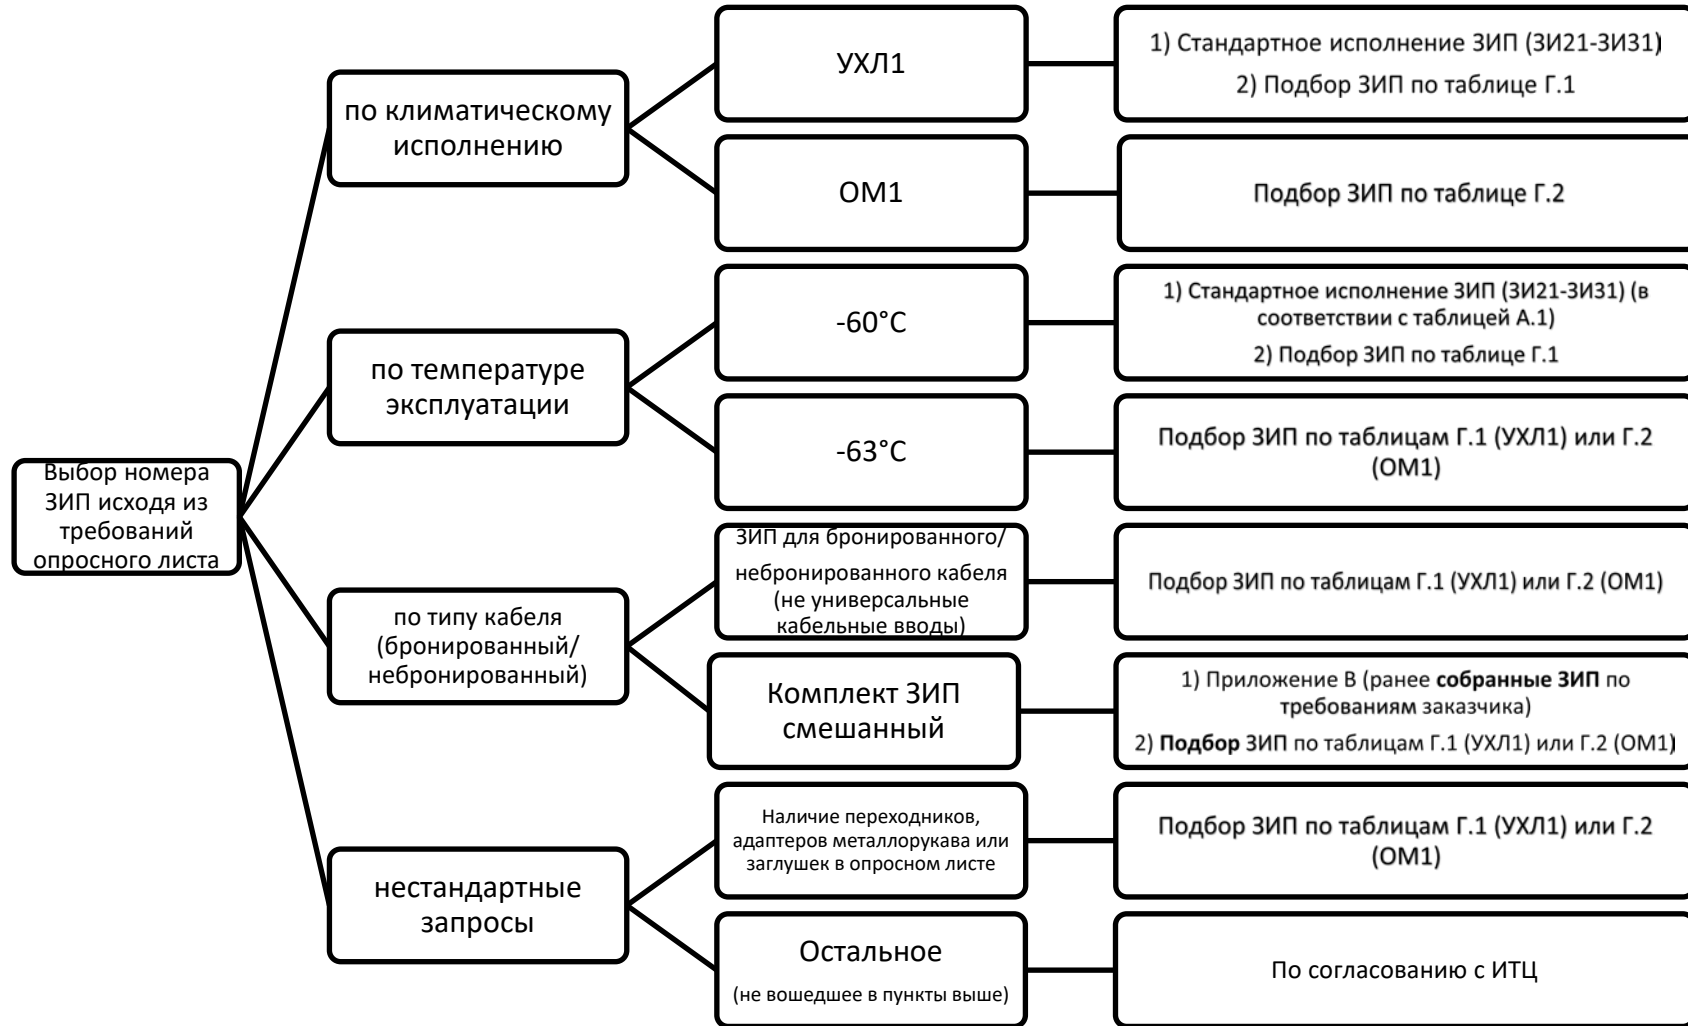 Выбор номера
ЗИП исходя из
требований
опросного листа
по климатическому
исполнению
УХЛ1
1) Стандартное исполнение ЗИП (ЗИ21-ЗИ31)
2) Подбор ЗИП по таблице Г.1
ОМ1
Подбор ЗИП по таблице Г.2
по температуре
эксплуатации
-60°C
1) Стандартное исполнение ЗИП (ЗИ21-ЗИ31) (в
соответствии с таблицей А.1)
2) Подбор ЗИП по таблице Г.1
-63°C
Подбор ЗИП по таблицам Г.1 (УХЛ1) или Г.2
(ОМ1)
по типу кабеля
(бронированный/
небронированный)
ЗИП для бронированного/
небронированного кабеля
(не универсальные
кабельные вводы)
Подбор ЗИП по таблицам Г.1 (УХЛ1) или Г.2 (ОМ1)
Комплект ЗИП
смешанный
1) Приложение В (ранее собранные ЗИП по
требованиям заказчика)
2) Подбор ЗИП по таблицам Г.1 (УХЛ1) или Г.2 (ОМ1)
нестандартные
запросы
Наличие переходников,
адаптеров металлорукава или
заглушек в опросном листе
Подбор ЗИП по таблицам Г.1 (УХЛ1) или Г.2
(ОМ1)
Остальное
(не вошедшее в пункты выше)
По согласованию с ИТЦ